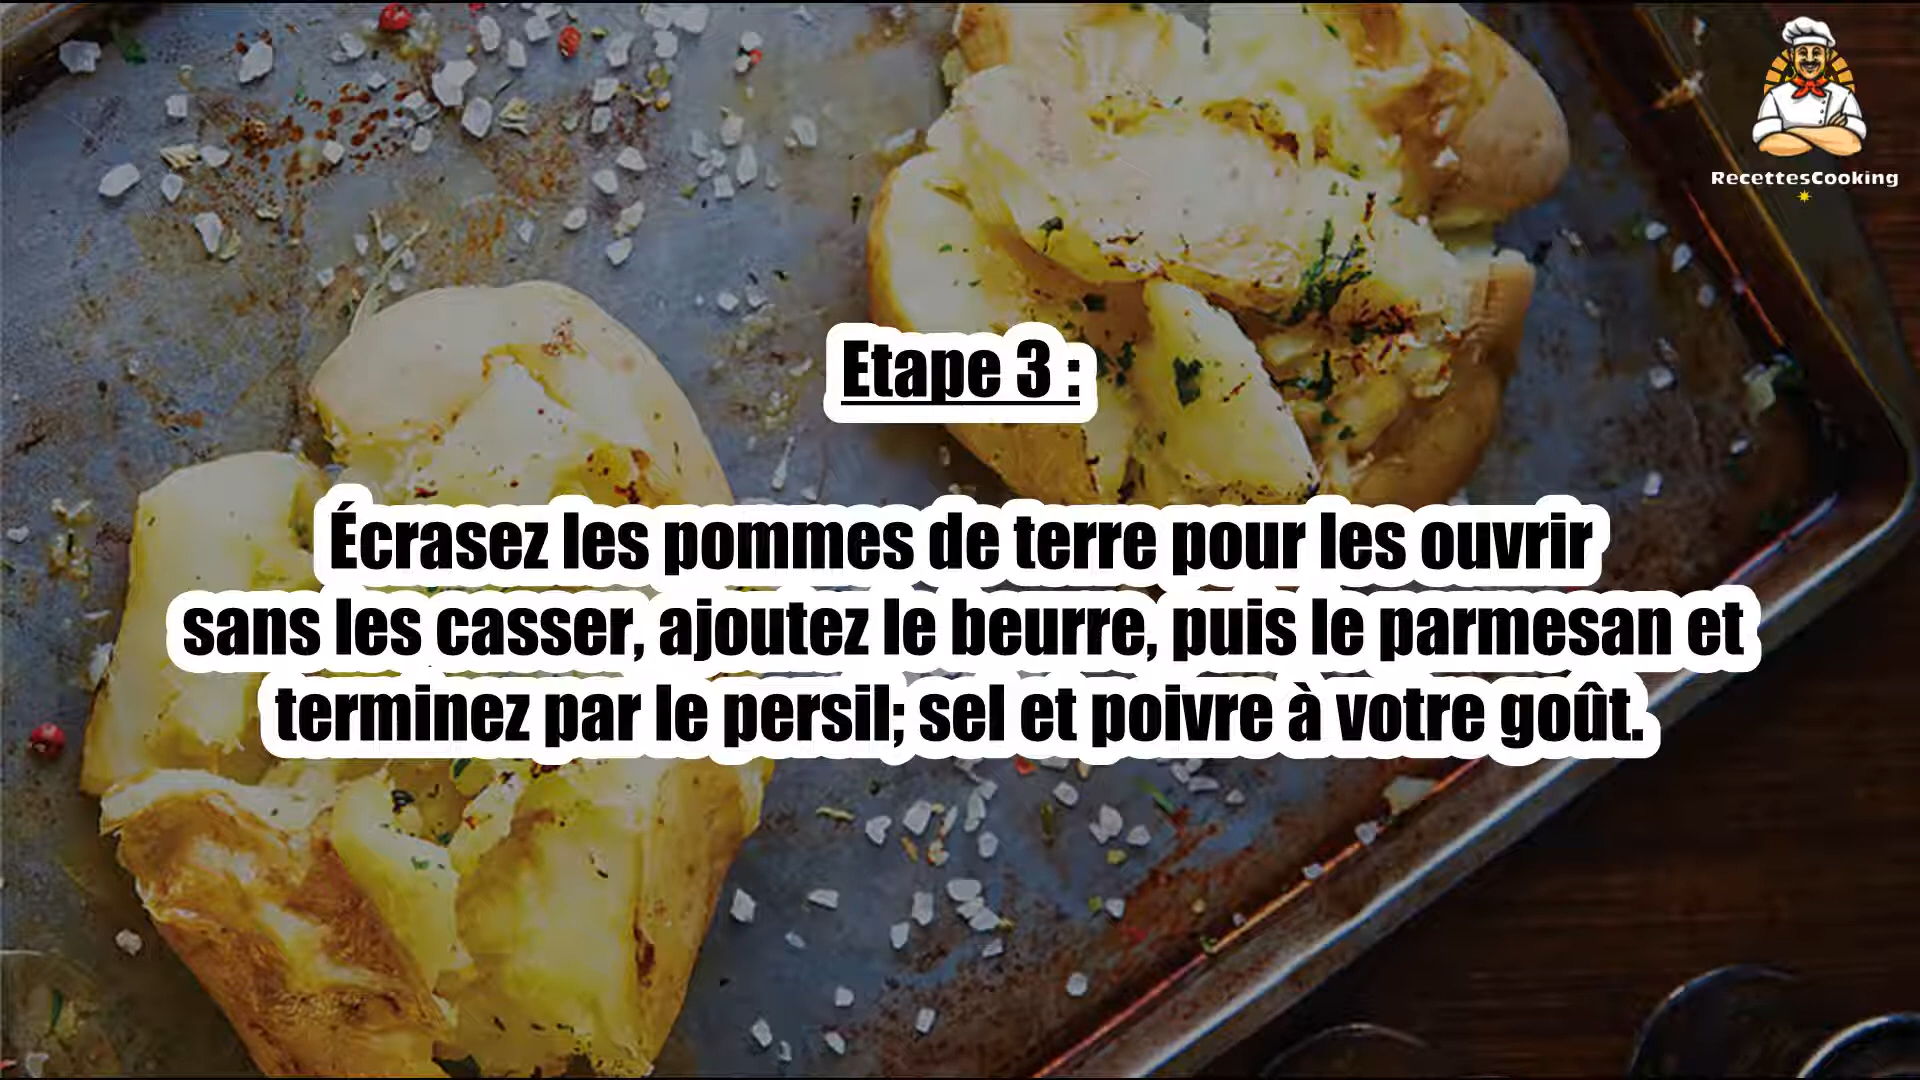 RecettesCooking
Etape 3 :
Écrasez les pommes de terre pour les ouvrir
sans les casser, ajoutez le beurre, puis le parmesan et
terminez par le persil; sel et poivre à votre goût.